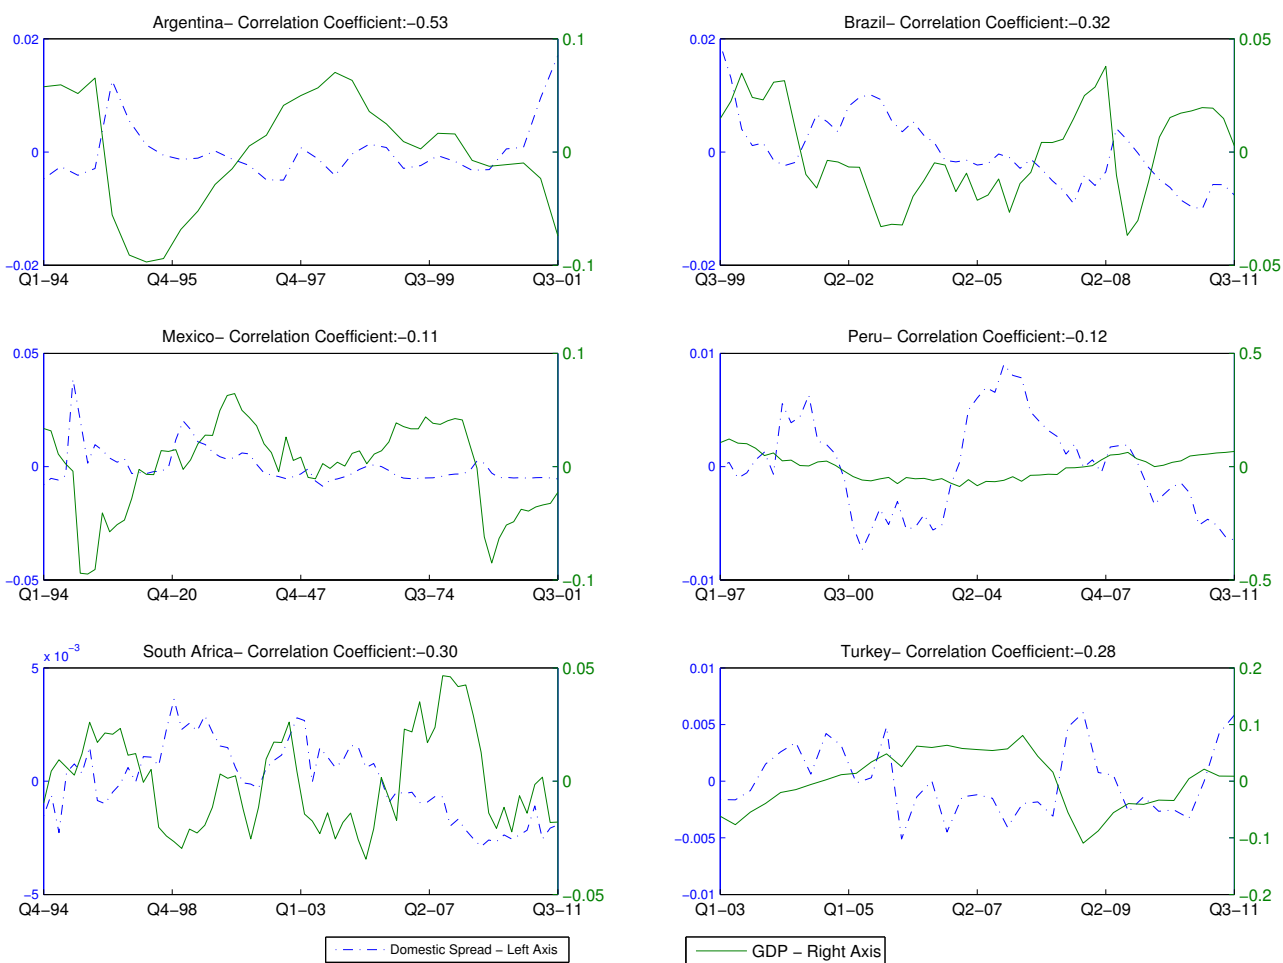 Argentina− Correlation Coefficient:−0.53
0.02
0
−0.02
0.1
0
−0.1
Q1−94 Q4−95 Q4−97 Q3−99 Q3−01
Brazil− Correlation Coefficient:−0.32
0.02
0
−0.02
0.05
0
−0.05
Q3−99 Q2−02 Q2−05 Q2−08 Q3−11
Mexico− Correlation Coefficient:−0.11
0.05
0
−0.05
0.1
0
−0.1
Q1−94 Q4−20 Q4−47 Q3−74 Q3−01
Peru− Correlation Coefficient:−0.12
0.01
0
−0.01
0.5
0
−0.5
Q1−97 Q3−00 Q2−04 Q4−07 Q3−11
South Africa− Correlation Coefficient:−0.30
x 10−3
5
0
−5
0.05
0
−0.05
Q4−94 Q4−98 Q1−03 Q2−07 Q3−11
Turkey− Correlation Coefficient:−0.28
0.01
0.005
0
−0.005
−0.01
0.2
0.1
0
−0.1
−0.2
Q1−03 Q1−05 Q2−07 Q2−09 Q3−11
Domestic Spread − Left Axis
GDP − Right Axis